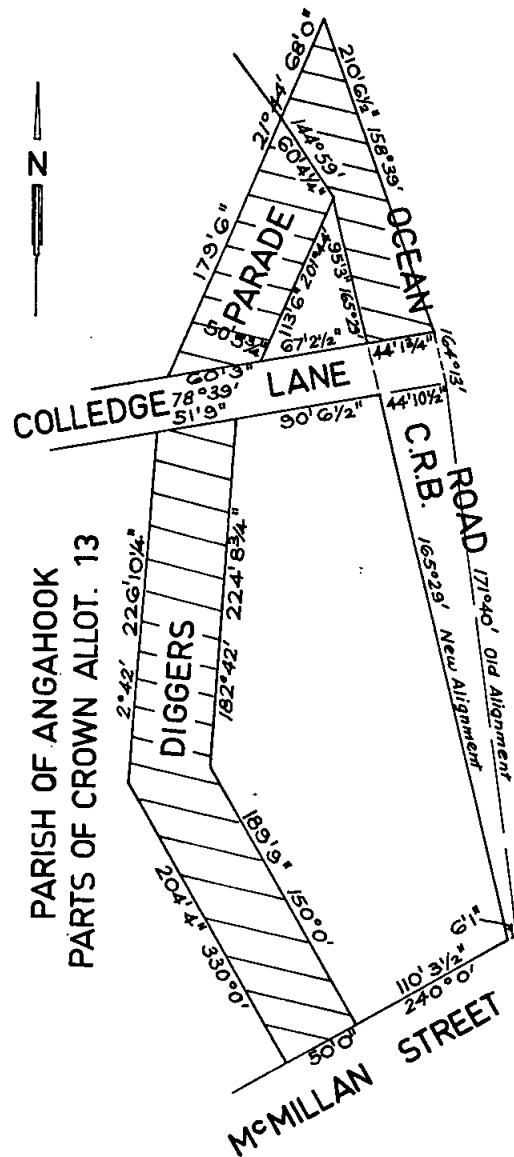 N
68'0"
21°44'
179'6"
210'6½"
158°39'
144°59'
60'4¼"
PARADE
OCEAN
113'6"
201°44'
95'3"
165°25'
50'5¾"
67'2½"
44'1¾"
164°13'
60'3"
COLLEDGE
78°39'
LANE
51'9"
90'6½"
44'10½"
C.R.B.
ROAD
226'10¼"
2°42'
224'8¾"
182°42'
DIGGERS
165°29' New Alignment
171°40' Old Alignment
PARISH OF ANGAHOOK
PARTS OF CROWN ALLOT. 13
204'4"
330°0'
189'9"
150°0'
6'1"
110'3½"
240°0'
50'0"
McMILLAN STREET